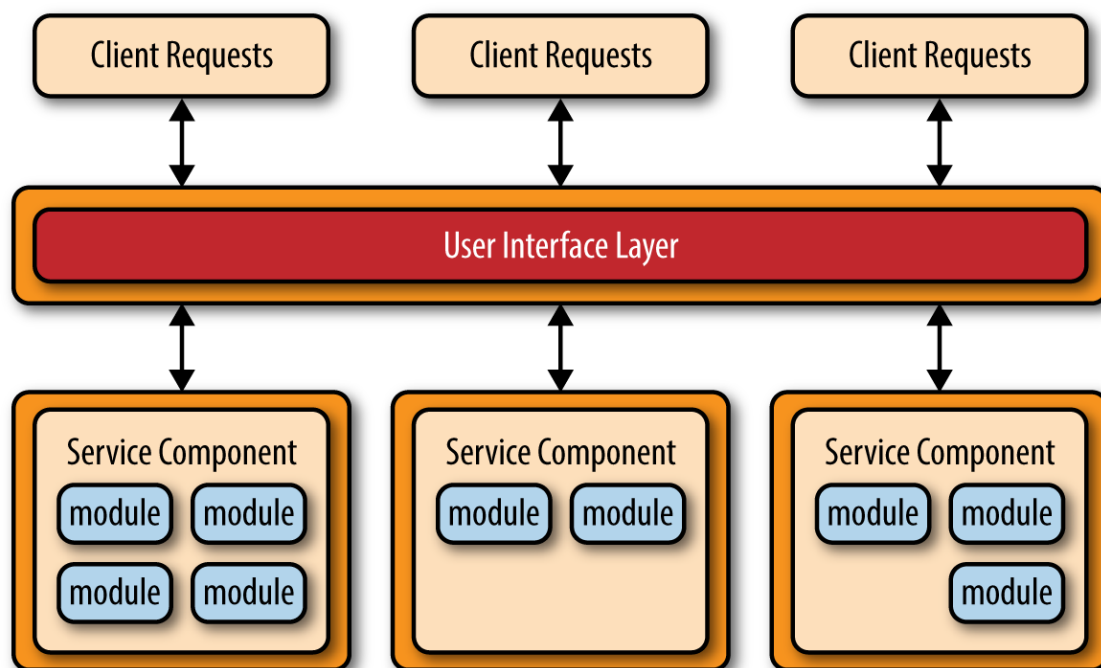 Client Requests
Client Requests
Client Requests
User Interface Layer
Service Component
module module
module module
Service Component
module module
Service Component
module module
module